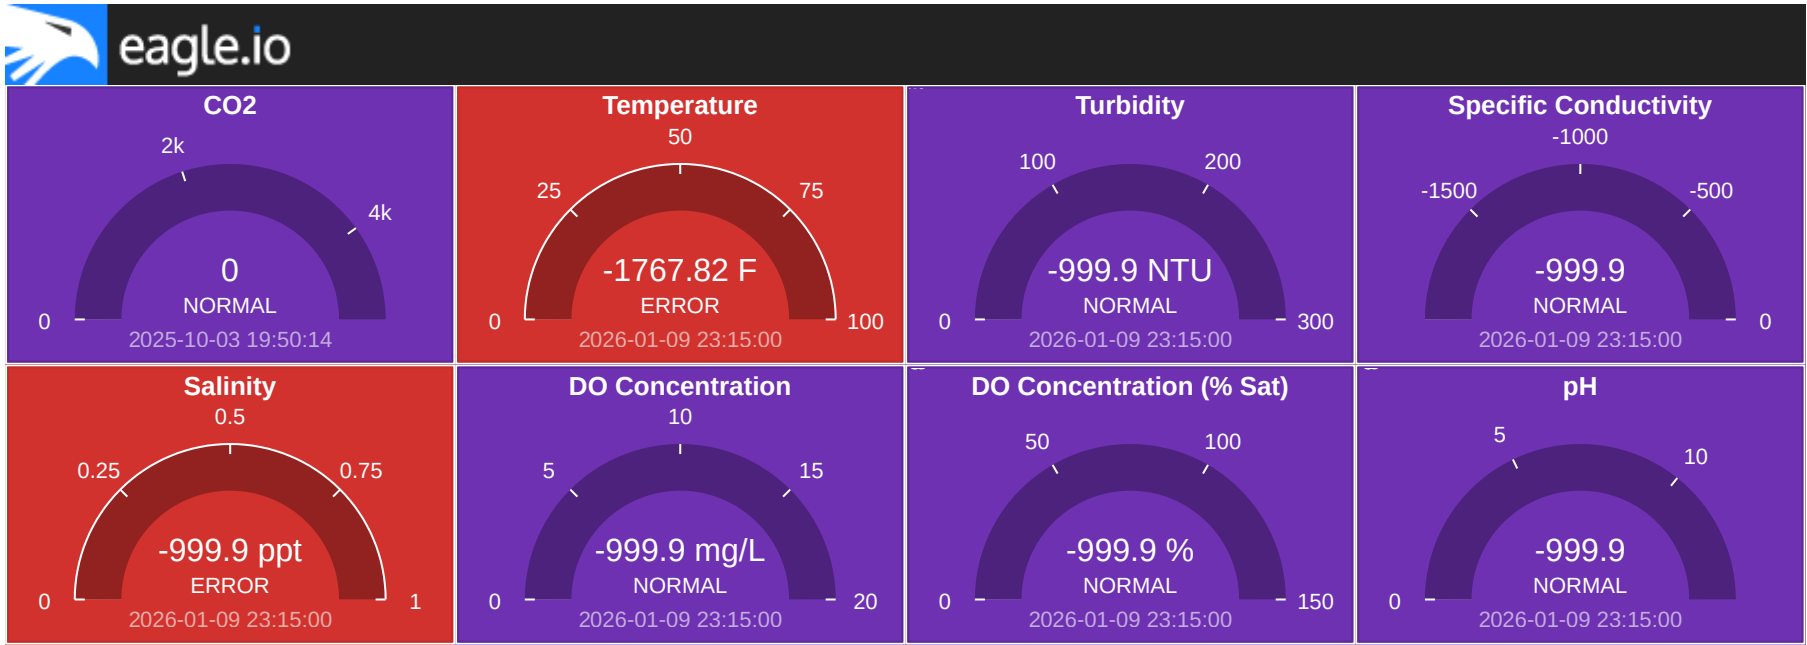 eagle.io
CO2
2k
4k
0
NORMAL
0
2025-10-03 19:50:14
Temperature
50
25
75
-1767.82 F
ERROR
0
100
2026-01-09 23:15:00
Turbidity
100
200
-999.9 NTU
NORMAL
0
300
2026-01-09 23:15:00
Specific Conductivity
-1000
-1500
-500
-999.9
NORMAL
0
2026-01-09 23:15:00
Salinity
0.5
0.25
0.75
-999.9 ppt
ERROR
0
1
2026-01-09 23:15:00
DO Concentration
10
5
15
-999.9 mg/L
NORMAL
0
20
2026-01-09 23:15:00
DO Concentration (% Sat)
50
100
-999.9 %
NORMAL
0
150
2026-01-09 23:15:00
pH
5
10
-999.9
NORMAL
0
2026-01-09 23:15:00